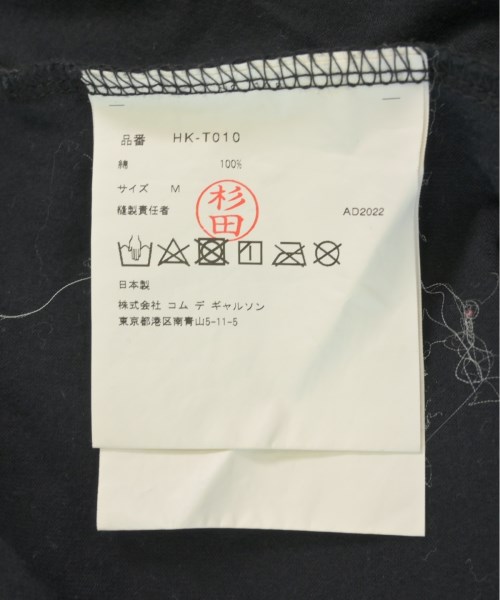 品番 HK-T010
綿 100%
サイズ M
縫製責任者 杉田 AD2022
日本製
株式会社 コム デ ギャルソン
東京都港区南青山5-11-5